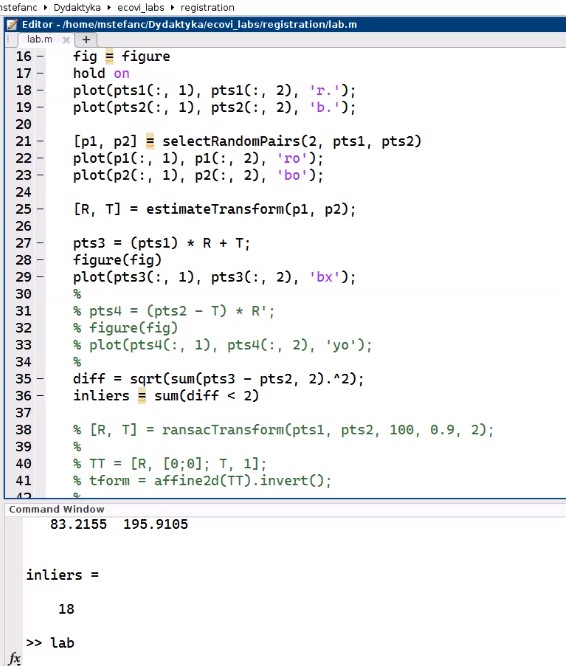 mstefanc ▸ Dydaktyka ▸ ecovi_labs ▸ registration
Editor - /home/mstefanc/Dydaktyka/ecovi_labs/registration/lab.m
lab.m × +
16 - fig = figure
17 - hold on
18 - plot(pts1(:, 1), pts1(:, 2), 'r.');
19 - plot(pts2(:, 1), pts2(:, 2), 'b.');
20
21 - [p1, p2] = selectRandomPairs(2, pts1, pts2)
22 - plot(p1(:, 1), p1(:, 2), 'ro');
23 - plot(p2(:, 1), p2(:, 2), 'bo');
24
25 - [R, T] = estimateTransform(p1, p2);
26
27 - pts3 = (pts1) * R + T;
28 - figure(fig)
29 - plot(pts3(:, 1), pts3(:, 2), 'bx');
30 %
31 % pts4 = (pts2 - T) * R';
32 % figure(fig)
33 % plot(pts4(:, 1), pts4(:, 2), 'yo');
34 %
35 - diff = sqrt(sum(pts3 - pts2, 2).^2);
36 - inliers = sum(diff < 2)
37
38 % [R, T] = ransacTransform(pts1, pts2, 100, 0.9, 2);
39 %
40 % TT = [R, [0;0]; T, 1];
41 % tform = affine2d(TT).invert();
42 %
Command Window
83.2155 195.9105
inliers =
18
>> lab
fx